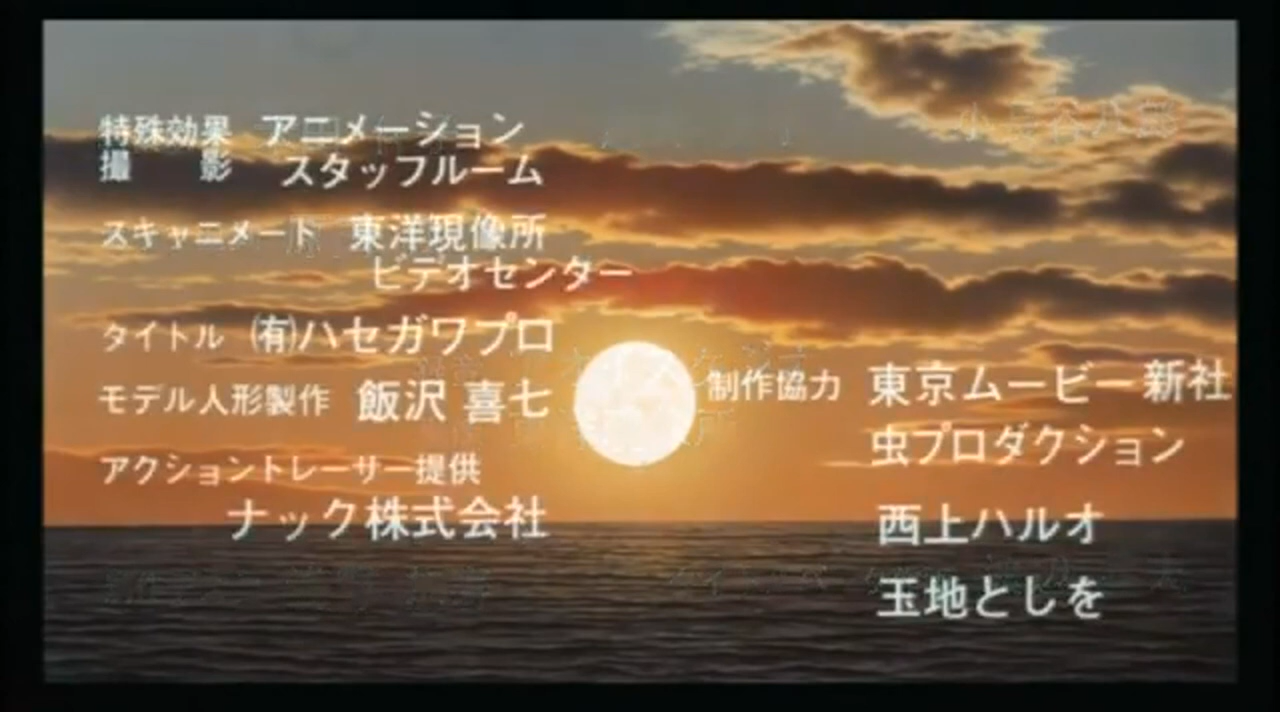 特殊効果 アニメーション
撮　影 スタッフルーム
スキャニメート 東洋現像所
ビデオセンター
タイトル ㈲ハセガワプロ
モデル人形製作 飯沢 喜七
アクショントレーサー提供
ナック株式会社
制作協力 東京ムービー新社
虫プロダクション
西上ハルオ
玉地としを